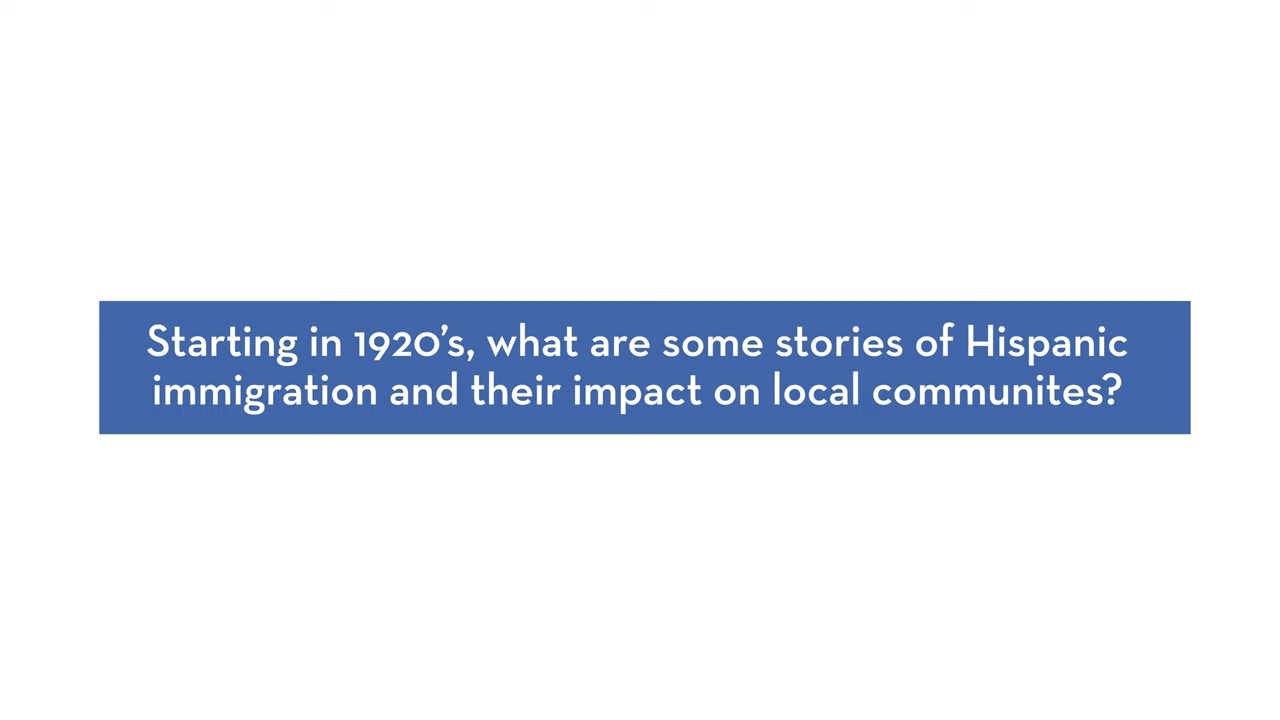 Starting in 1920’s, what are some stories of Hispanic
immigration and their impact on local communites?